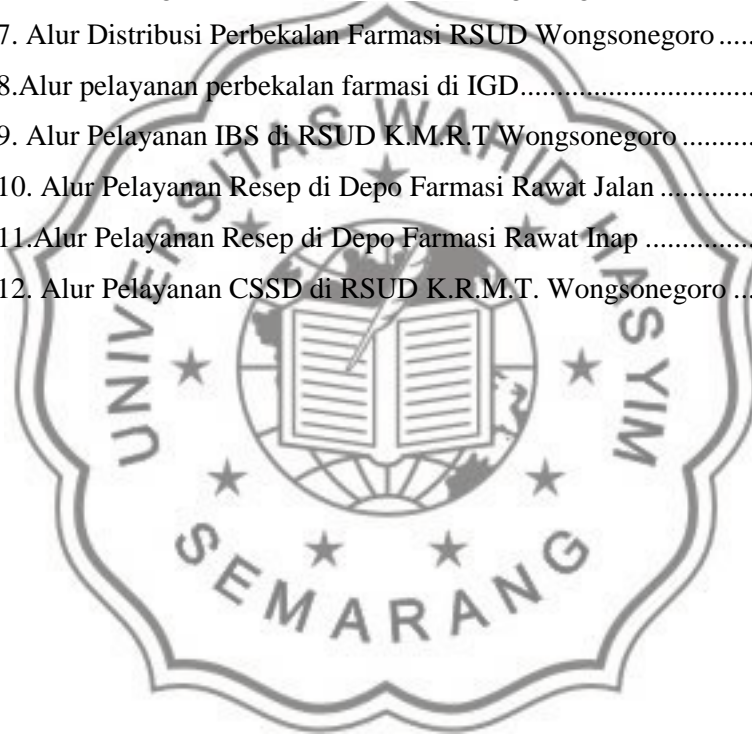 7. Alur Distribusi Perbekalan Farmasi RSUD Wongsonegoro .....
8.Alur pelayanan perbekalan farmasi di IGD............................
9. Alur Pelayanan IBS di RSUD K.M.R.T Wongsonegoro ..........
10. Alur Pelayanan Resep di Depo Farmasi Rawat Jalan .............
11.Alur Pelayanan Resep di Depo Farmasi Rawat Inap ..............
12. Alur Pelayanan CSSD di RSUD K.R.M.T. Wongsonegoro ...
UNIVERSITAS WAHID HASYIM
SEMARANG